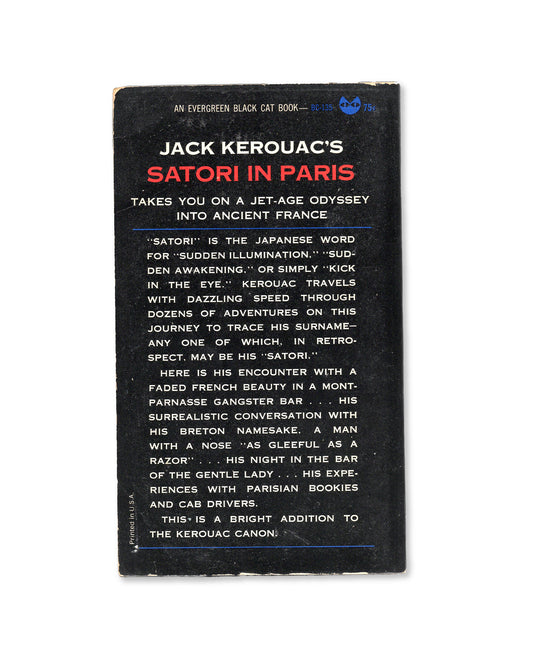 AN EVERGREEN BLACK CAT BOOK— BC-135 75¢
JACK KEROUAC'S
SATORI IN PARIS
TAKES YOU ON A JET-AGE ODYSSEY
INTO ANCIENT FRANCE
"SATORI" IS THE JAPANESE WORD
FOR "SUDDEN ILLUMINATION," "SUD-
DEN AWAKENING," OR SIMPLY "KICK
IN THE EYE." KEROUAC TRAVELS
WITH DAZZLING SPEED THROUGH
DOZENS OF ADVENTURES ON THIS
JOURNEY TO TRACE HIS SURNAME—
ANY ONE OF WHICH, IN RETRO-
SPECT, MAY BE HIS "SATORI."
HERE IS HIS ENCOUNTER WITH A
FADED FRENCH BEAUTY IN A MONT-
PARNASSE GANGSTER BAR . . . HIS
SURREALISTIC CONVERSATION WITH
HIS BRETON NAMESAKE, A MAN
WITH A NOSE "AS GLEEFUL AS A
RAZOR" . . . HIS NIGHT IN THE BAR
OF THE GENTLE LADY . . . HIS EXPE-
RIENCES WITH PARISIAN BOOKIES
AND CAB DRIVERS.
THIS IS A BRIGHT ADDITION TO
THE KEROUAC CANON.
Printed in U.S.A.